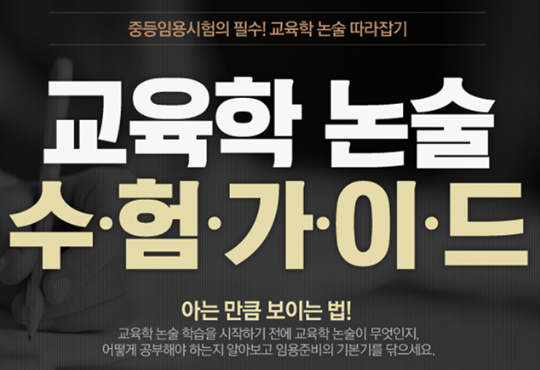 중등임용시험의 필수! 교육학 논술 따라잡기
교육학 논술
수·험·가·이·드
아는 만큼 보이는 법!
교육학 논술 학습을 시작하기 전에 교육학 논술이 무엇인지,
어떻게 공부해야 하는지 알아보고 임용준비의 기본기를 닦으세요.